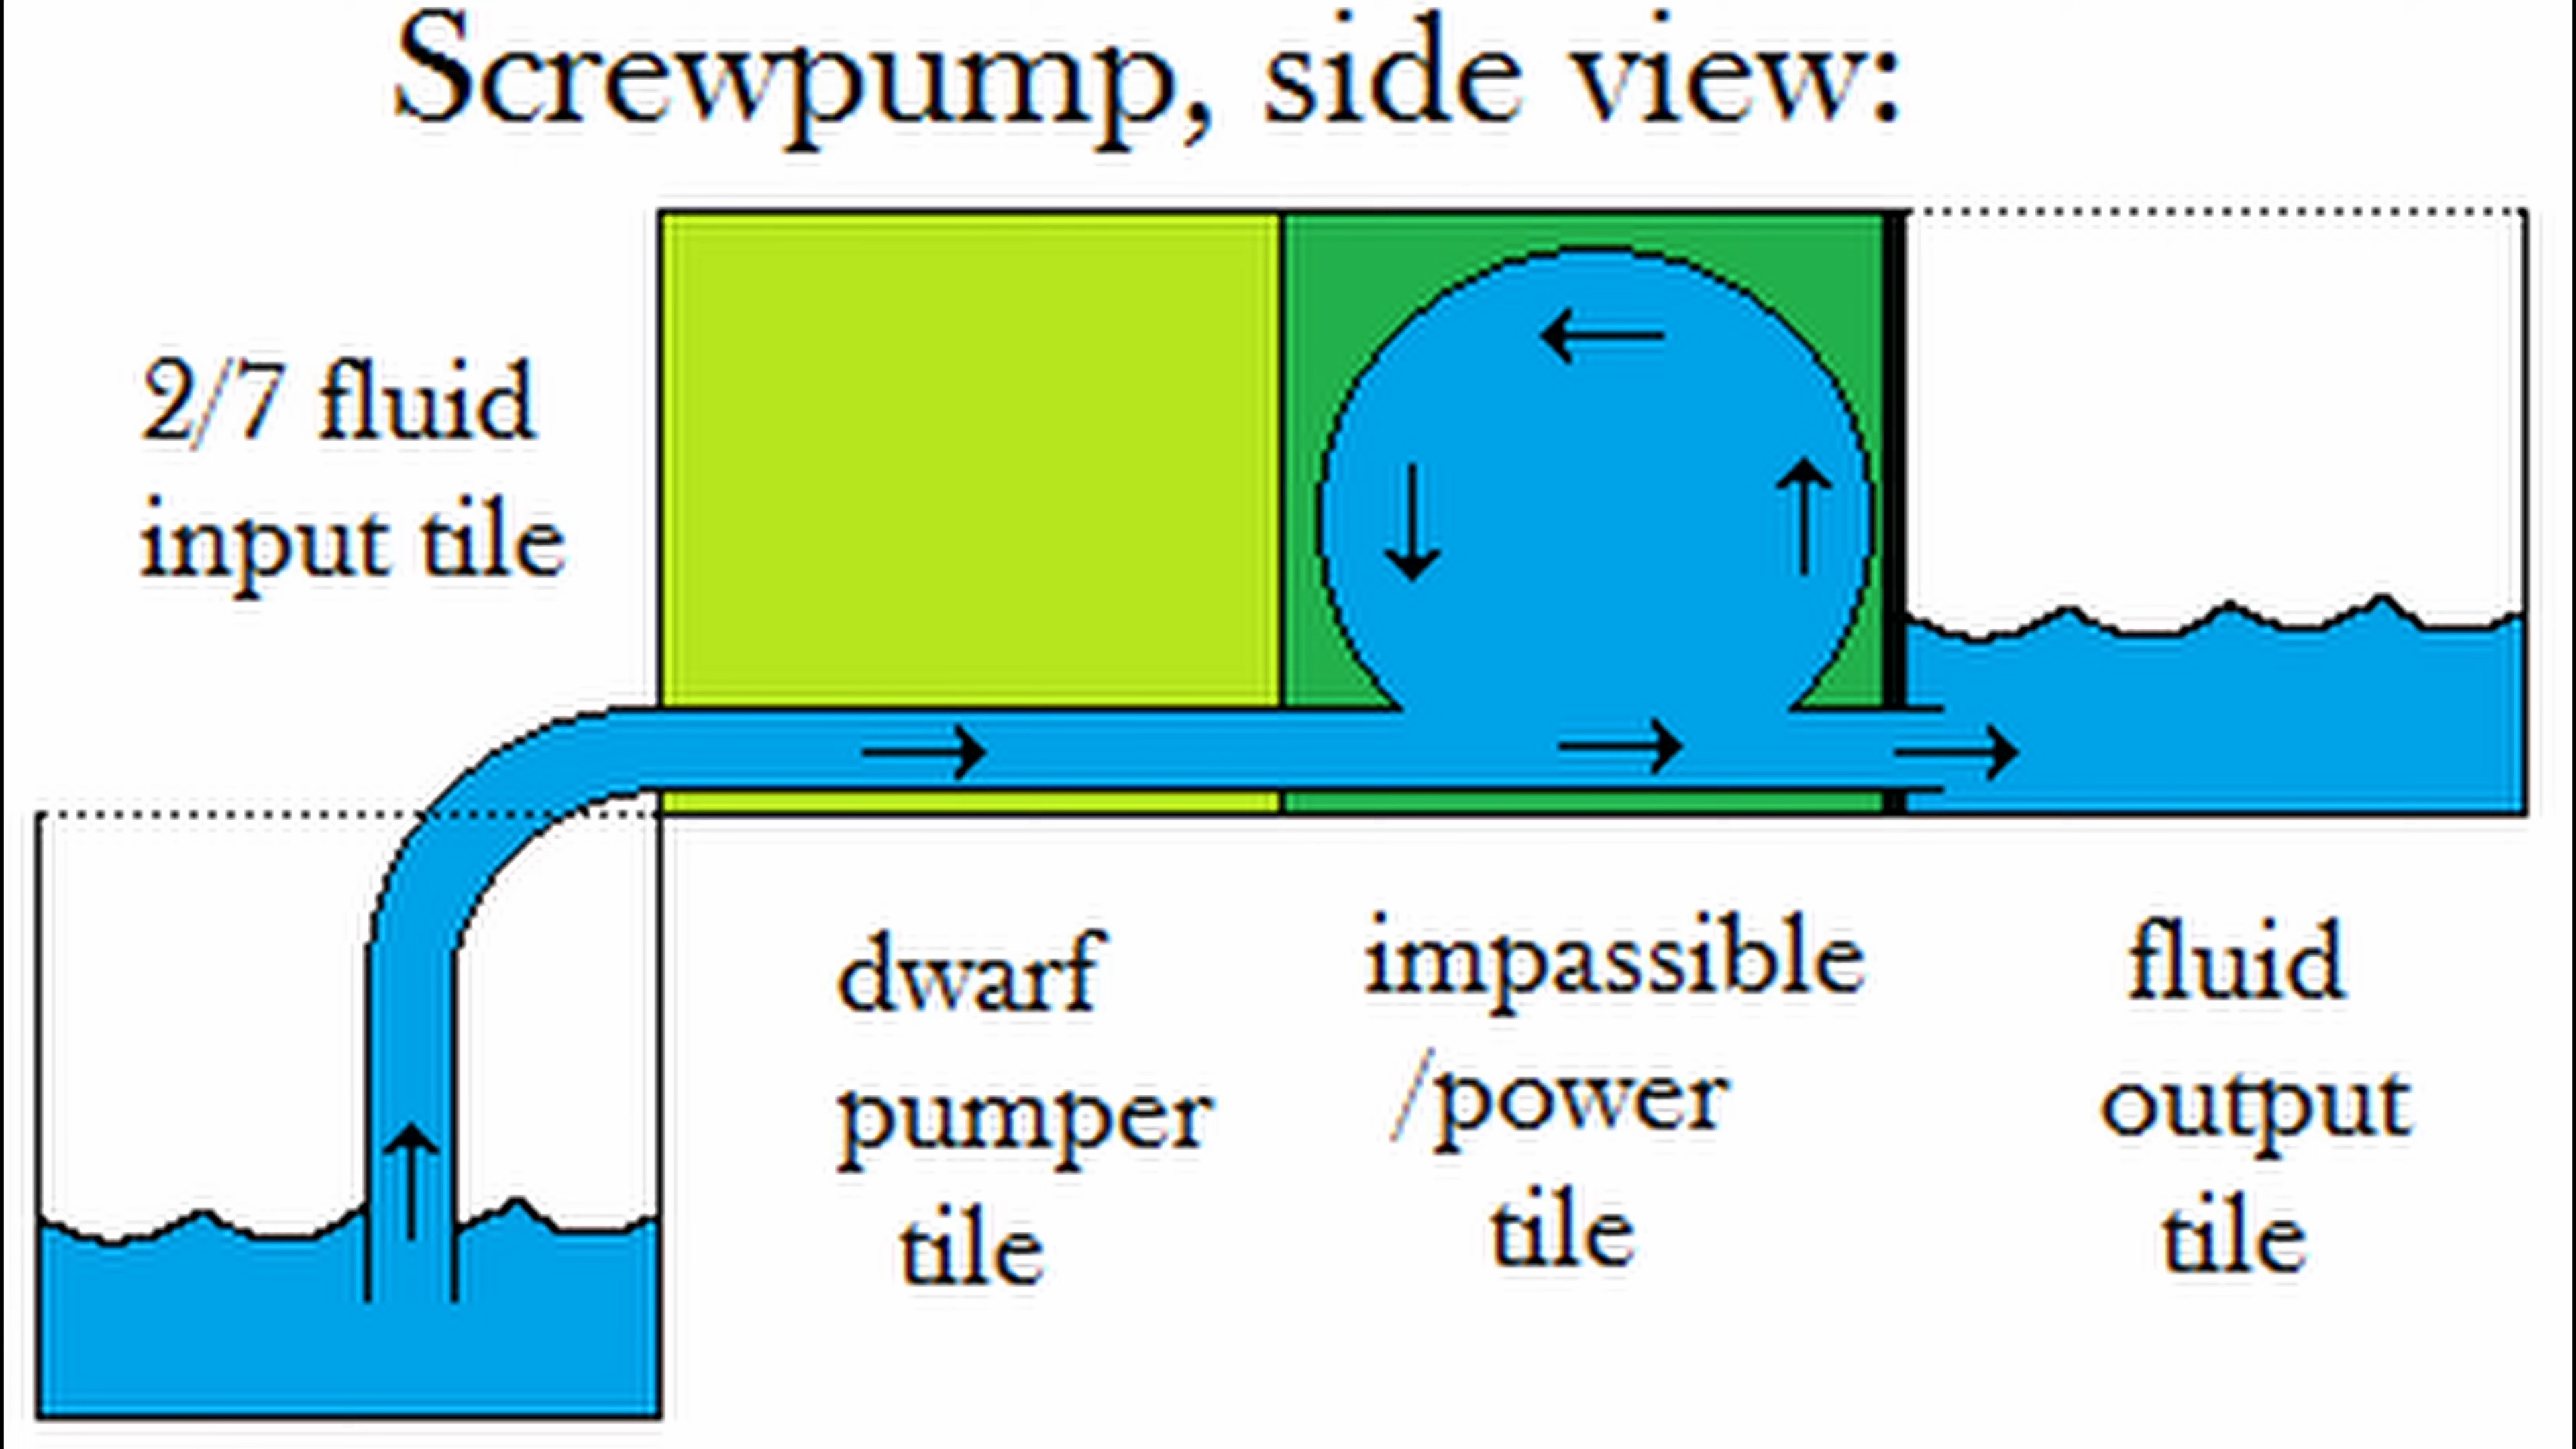 Screwpump, side view:
2/7 fluid
input tile
dwarf
pumper
tile
impassible
/power
tile
fluid
output
tile